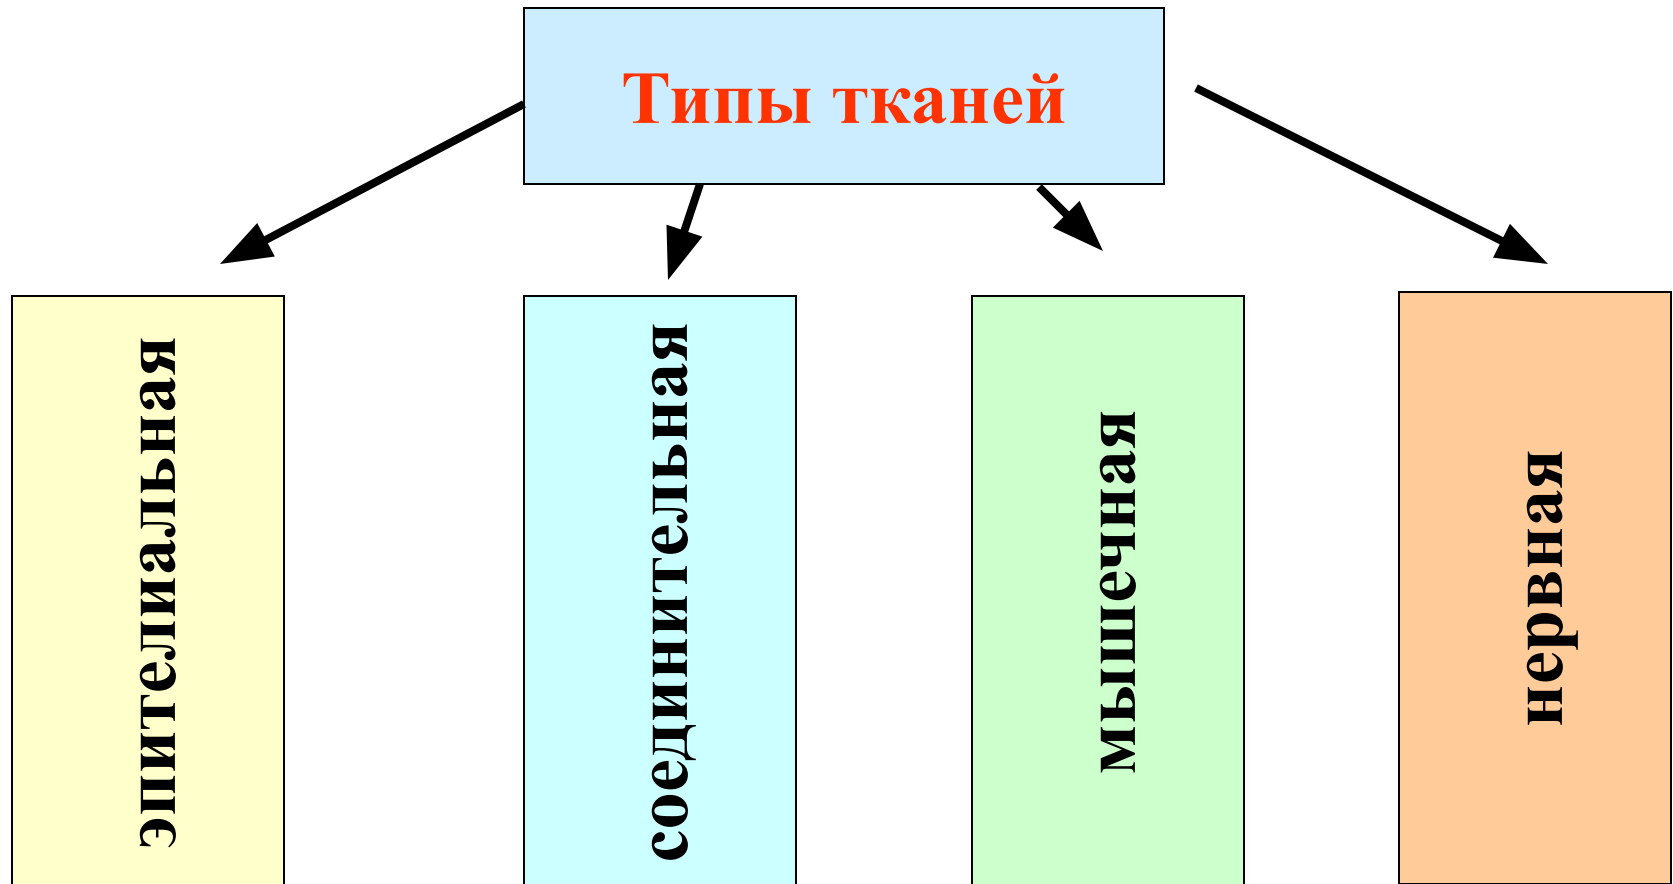 Типы тканей
эпителиальная
соединительная
мышечная
нервная